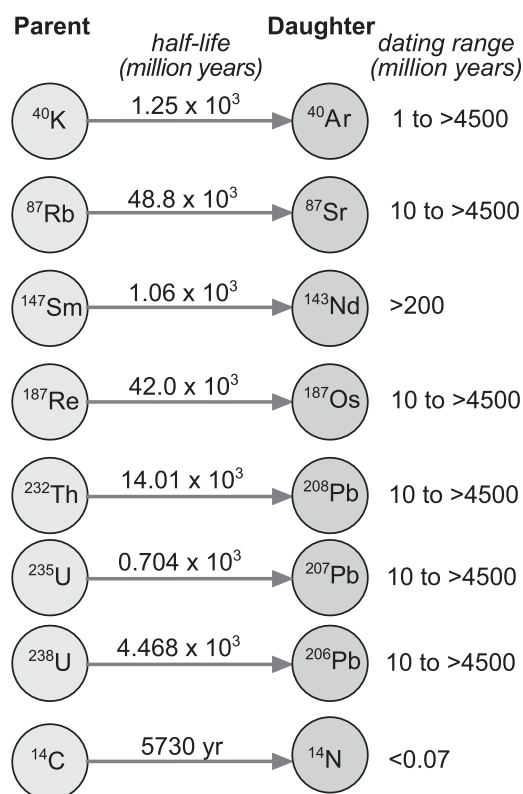 Parent half-life Daughter dating range
(million years) (million years)
⁴⁰K 1.25 x 10³ ⁴⁰Ar 1 to >4500
⁸⁷Rb 48.8 x 10³ ⁸⁷Sr 10 to >4500
¹⁴⁷Sm 1.06 x 10³ ¹⁴³Nd >200
¹⁸⁷Re 42.0 x 10³ ¹⁸⁷Os 10 to >4500
²³²Th 14.01 x 10³ ²⁰⁸Pb 10 to >4500
²³⁵U 0.704 x 10³ ²⁰⁷Pb 10 to >4500
²³⁸U 4.468 x 10³ ²⁰⁶Pb 10 to >4500
¹⁴C 5730 yr ¹⁴N <0.07